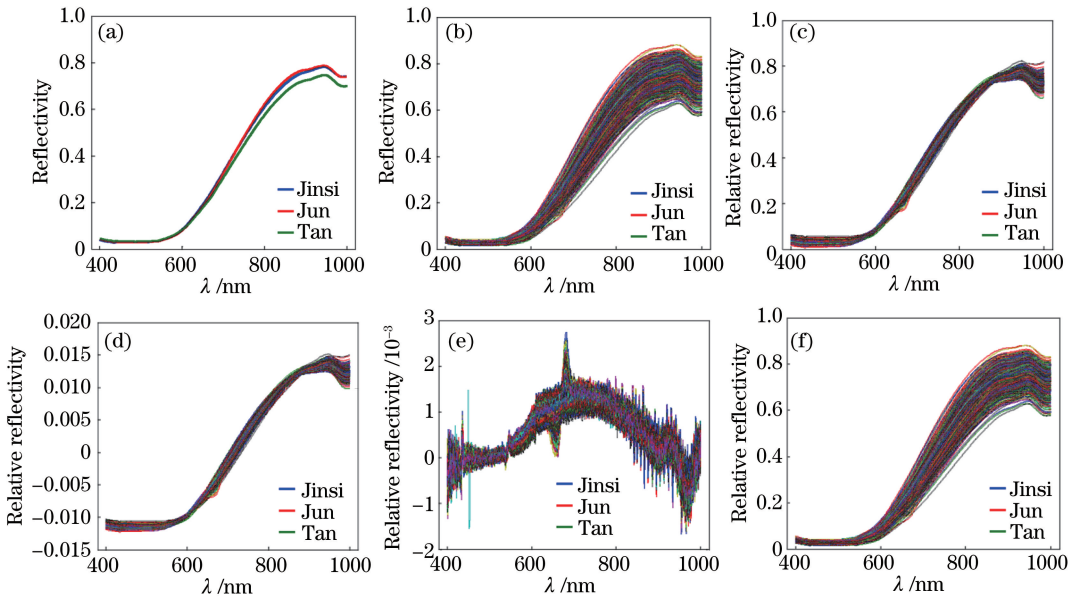 (a)
1.0
0.8
0.6
0.4
0.2
0
Reflectivity
Jinsi
Jun
Tan
400
600
800
1000
λ /nm
(b)
1.0
0.8
0.6
0.4
0.2
0
Reflectivity
Jinsi
Jun
Tan
400
500
600
700
800
900
1000
λ /nm
(c)
1.0
0.8
0.6
0.4
0.2
0
Relative reflectivity
Jinsi
Jun
Tan
400
600
800
1000
λ /nm
(d)
0.020
0.015
0.010
0.005
0
−0.005
−0.010
−0.015
Relative reflectivity
Jinsi
Jun
Tan
400
600
800
1000
λ /nm
(e)
3
2
1
0
−1
−2
Relative reflectivity /10⁻³
Jinsi
Jun
Tan
400
600
800
1000
λ /nm
(f)
1.0
0.8
0.6
0.4
0.2
0
Relative reflectivity
Jinsi
Jun
Tan
400
600
800
1000
λ /nm